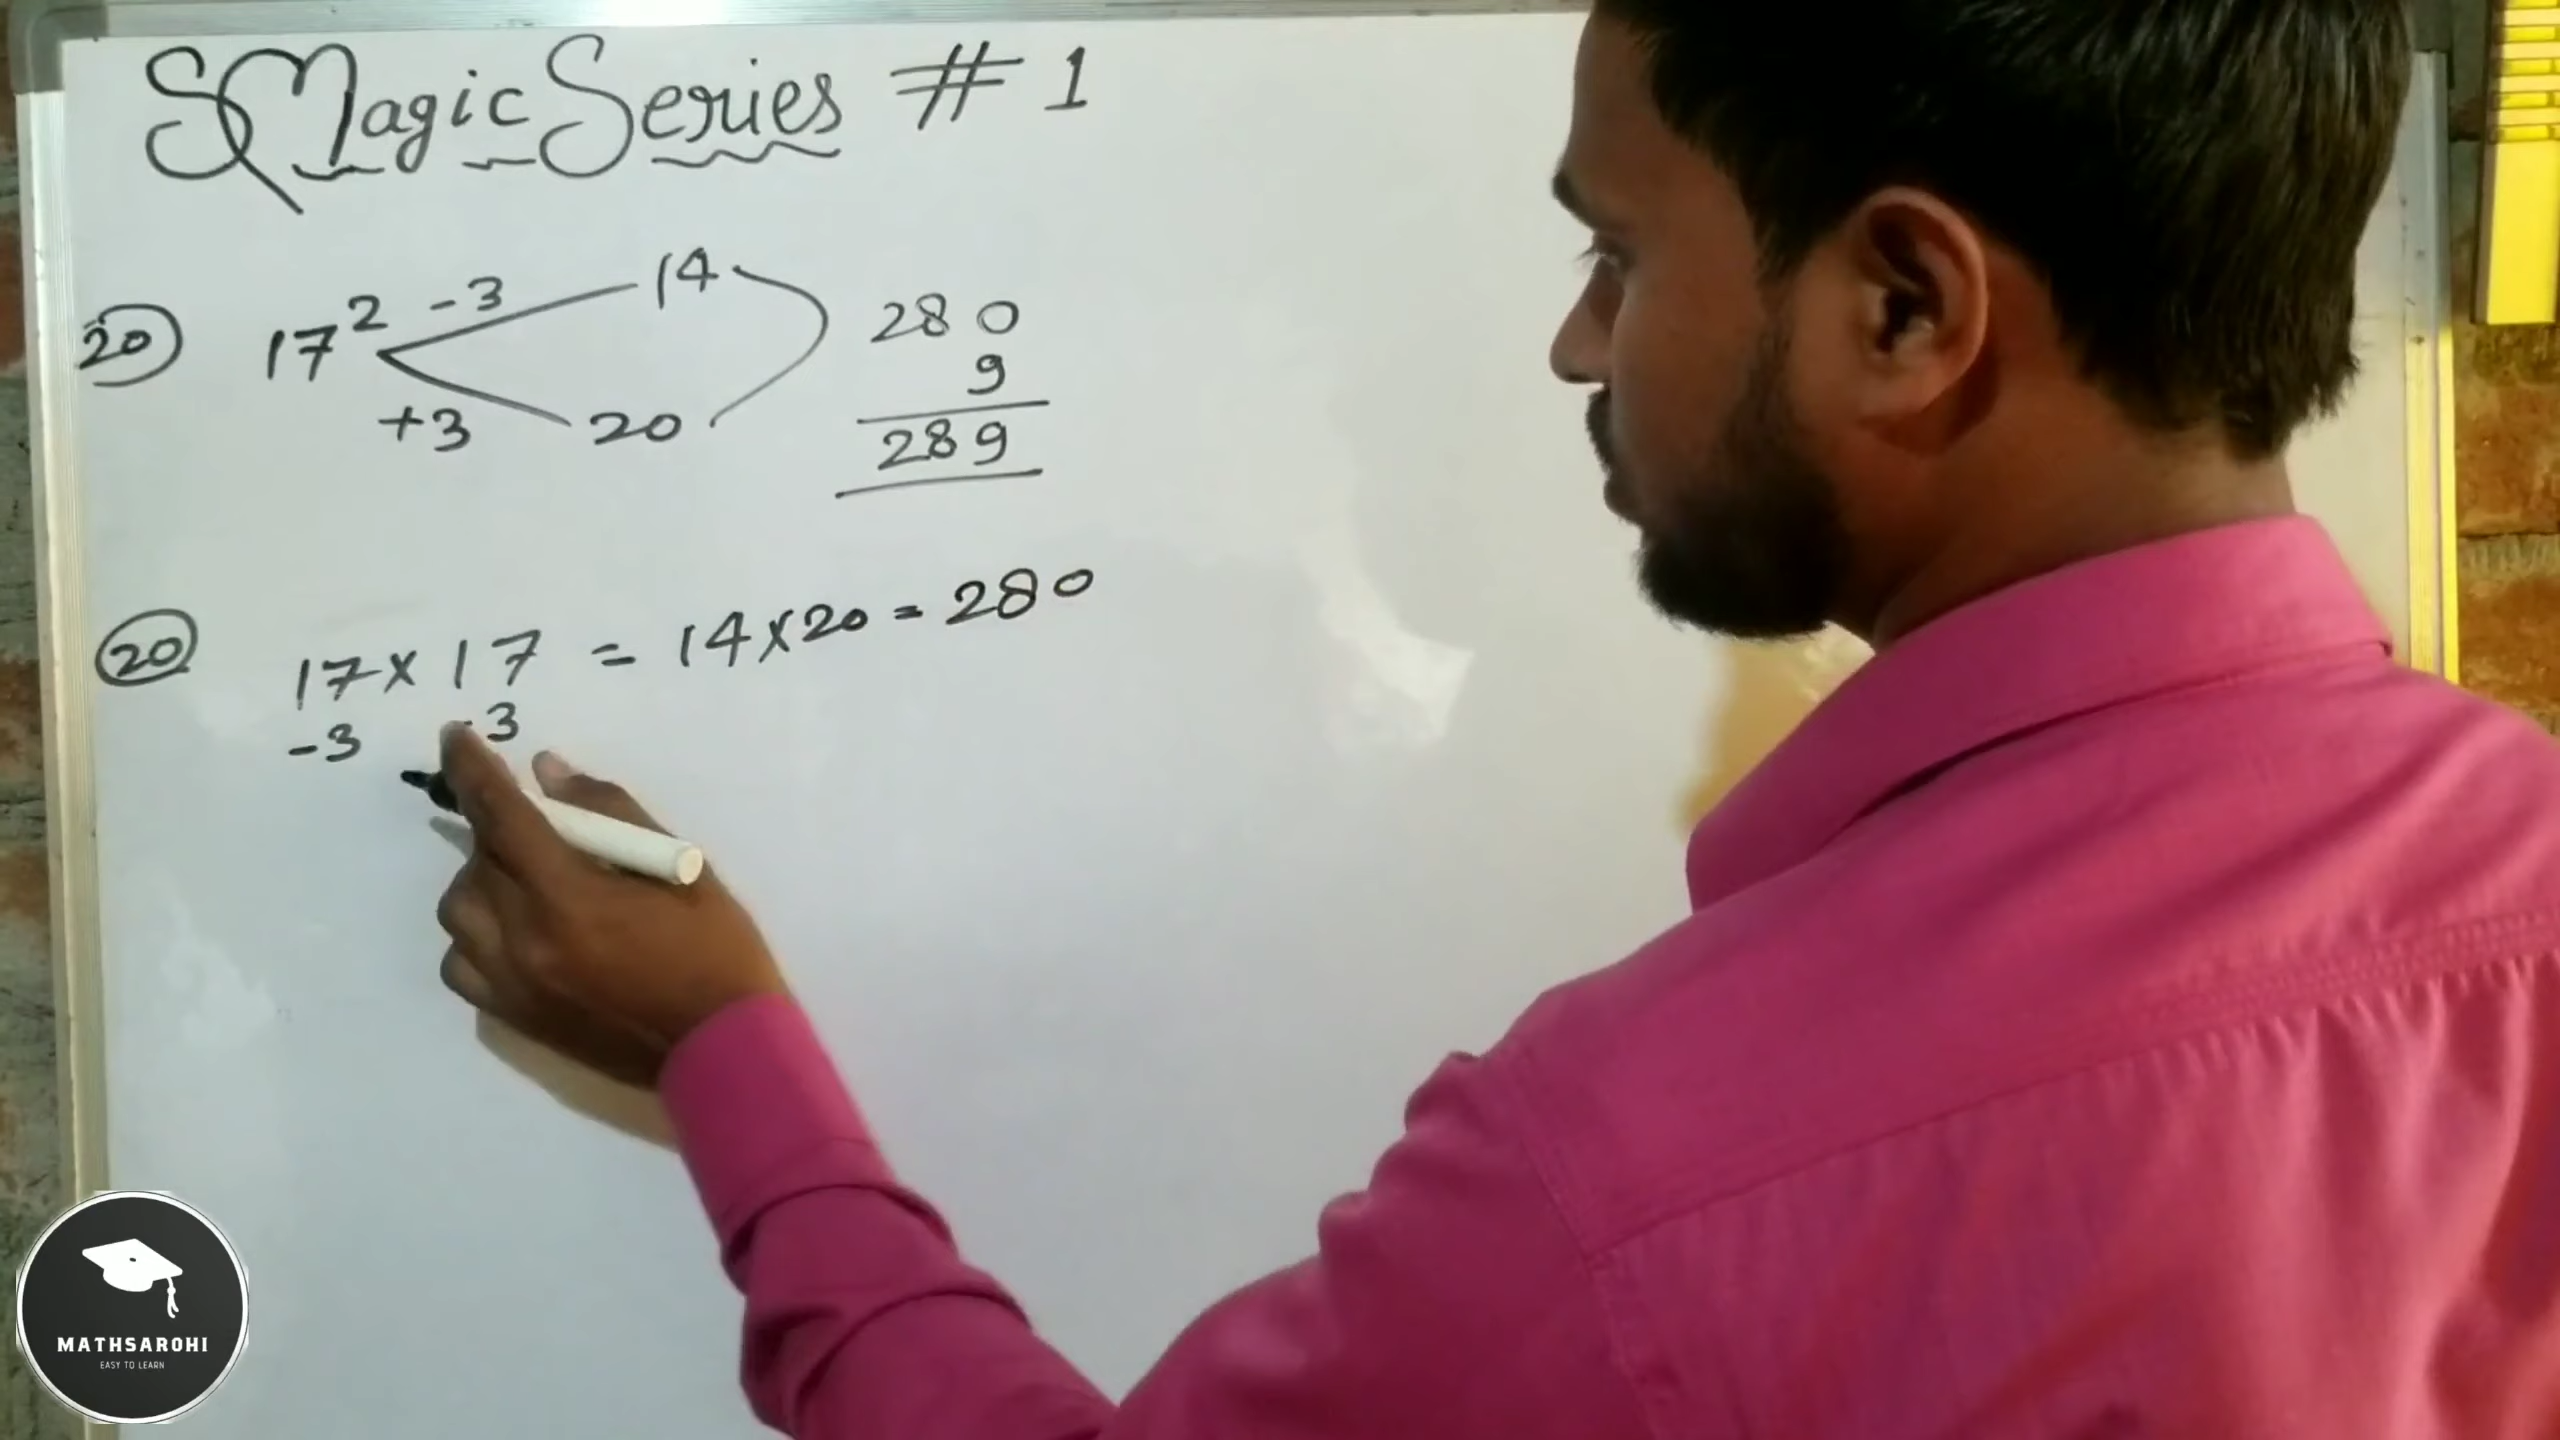 Magic Series # 1
20 17² -3 14
+3 20
280
9
289
20 17 × 17 = 14 × 20 = 280
-3 3
MATHSAROHI
EASY TO LEARN